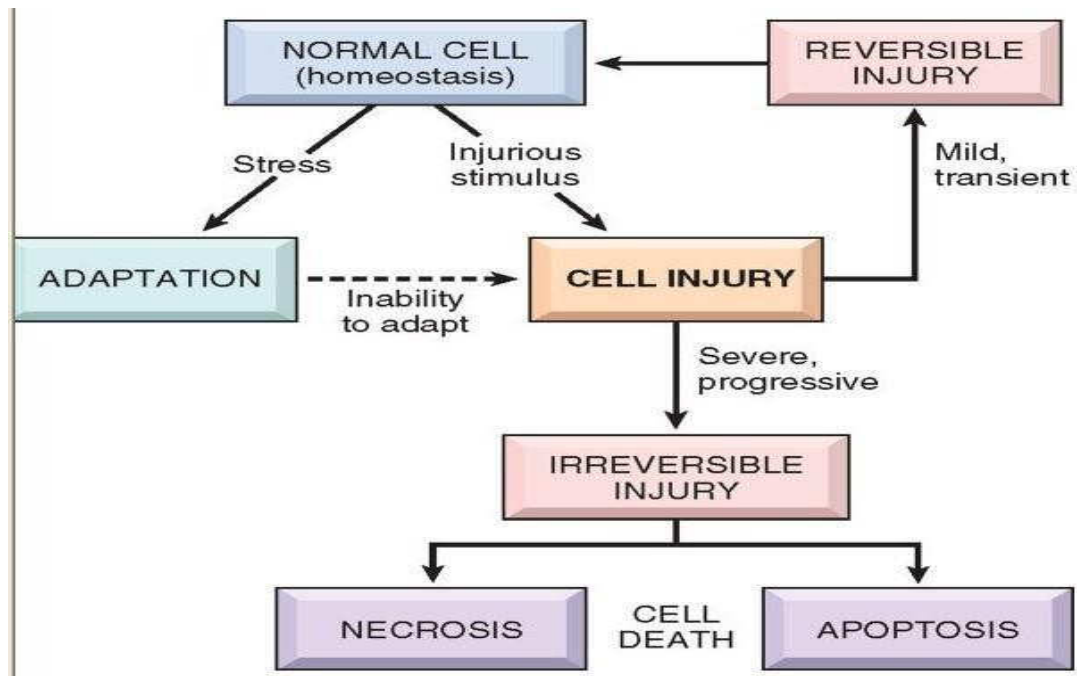 NORMAL CELL
(homeostasis)
REVERSIBLE
INJURY
Stress
Injurious
stimulus
Mild,
transient
ADAPTATION
Inability
to adapt
CELL INJURY
Severe,
progressive
IRREVERSIBLE
INJURY
NECROSIS
CELL
DEATH
APOPTOSIS